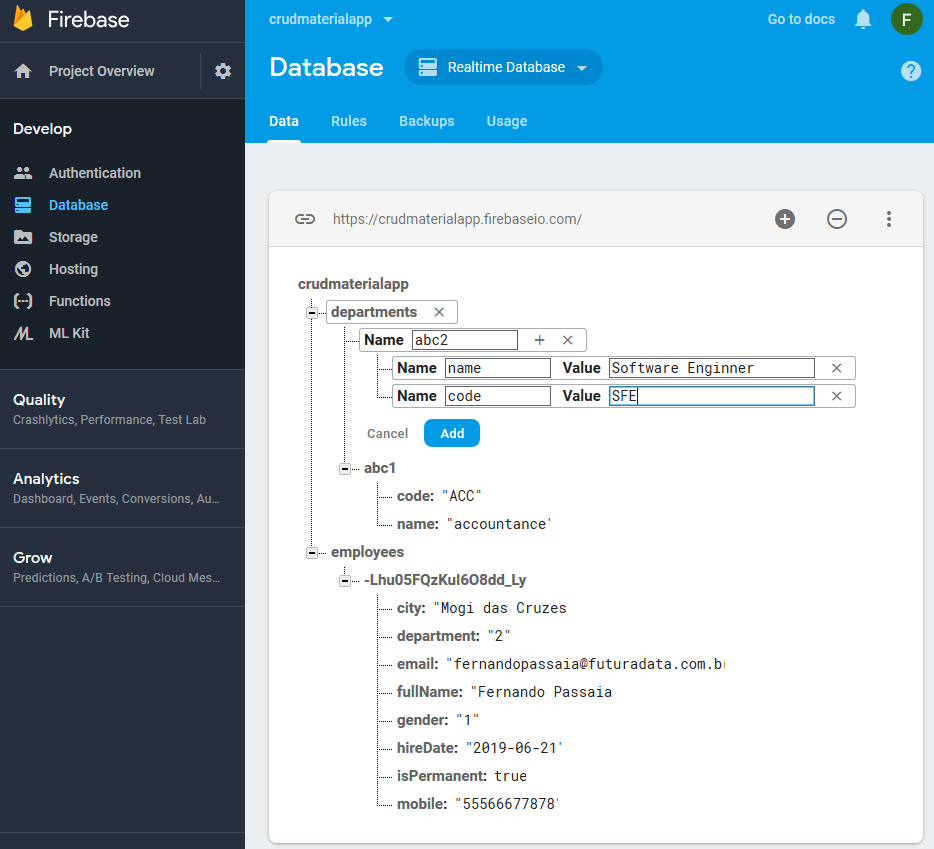 Firebase
Project Overview
Develop
Authentication
Database
Storage
Hosting
Functions
ML Kit
Quality
Crashlytics, Performance, Test Lab
Analytics
Dashboard, Events, Conversions, Au...
Grow
Predictions, A/B Testing, Cloud Mes...
crudmaterialapp
Go to docs
F
Database
Realtime Database
?
Data Rules Backups Usage
https://crudmaterialapp.firebaseio.com/
crudmaterialapp
departments ×
Name abc2 + ×
Name name Value Software Enginner ×
Name code Value SFE ×
Cancel Add
abc1
code: "ACC"
name: "accountance'
employees
-Lhu05FQzKul6O8dd_Ly
city: "Mogi das Cruzes
department: "2"
email: "fernandopassaia@futuradata.com.br
fullName: "Fernando Passaia
gender: "1"
hireDate: "2019-06-21'
isPermanent: true
mobile: "55566677878'